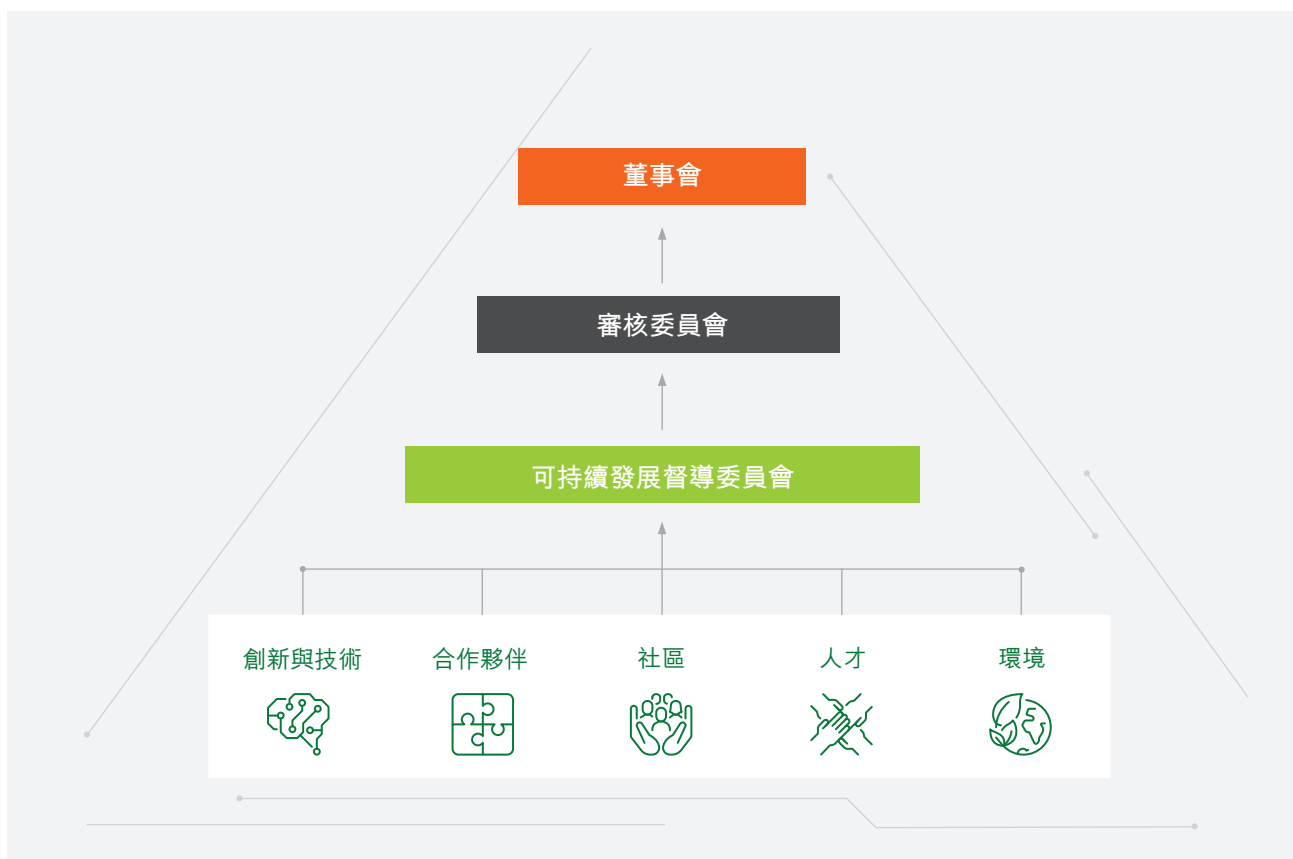 董事會
審核委員會
可持續發展督導委員會
創新與技術
合作夥伴
社區
人才
環境